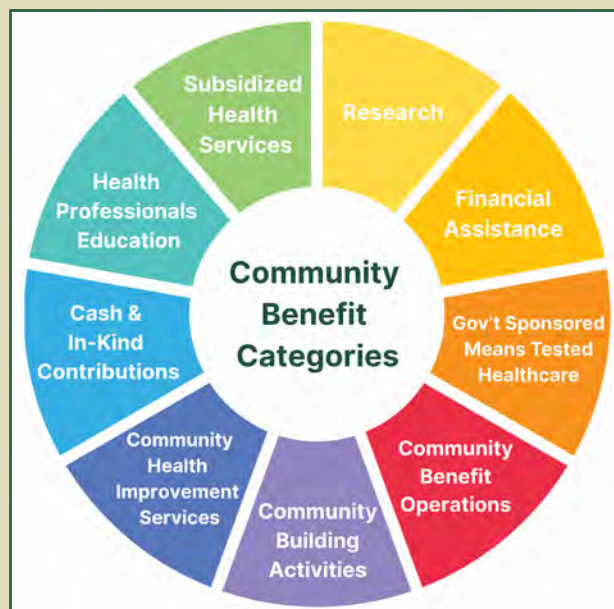 Community
Benefit
Categories
Research
Financial
Assistance
Gov't Sponsored
Means Tested
Healthcare
Community
Benefit
Operations
Community
Building
Activities
Community
Health
Improvement
Services
Cash &
In-Kind
Contributions
Health
Professionals
Education
Subsidized
Health
Services